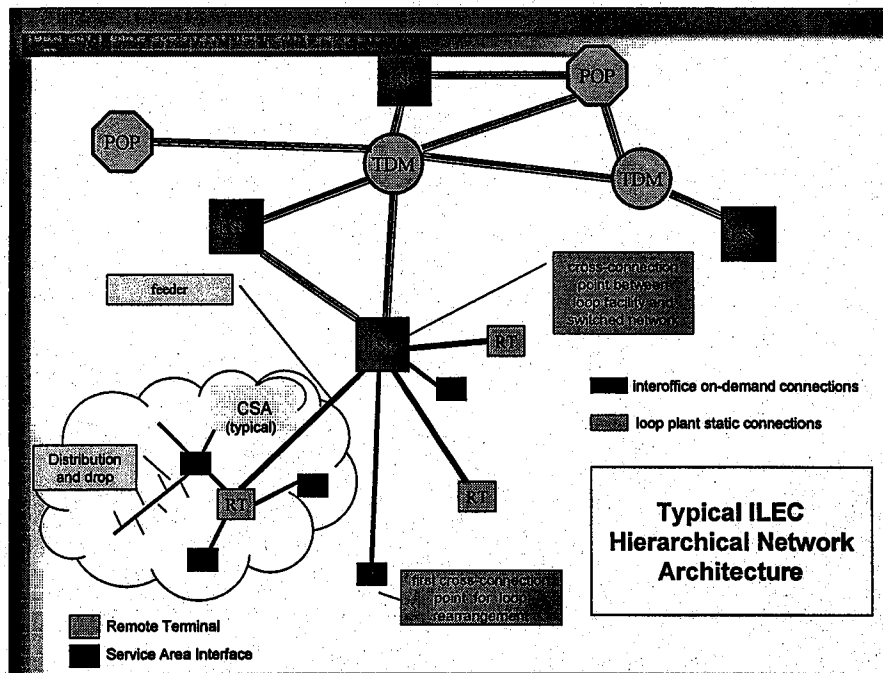 POP
POP
TDM
TDM
cross-connection
point between
loop facility and
switched network
feeder
RT
interoffice on-demand connections
CSA
(typical)
loop plant static connections
Distribution
and drop
RT
RT
Typical ILEC
Hierarchical Network
Architecture
first cross-connection
point for loop
rearrangement
Remote Terminal
Service Area Interface